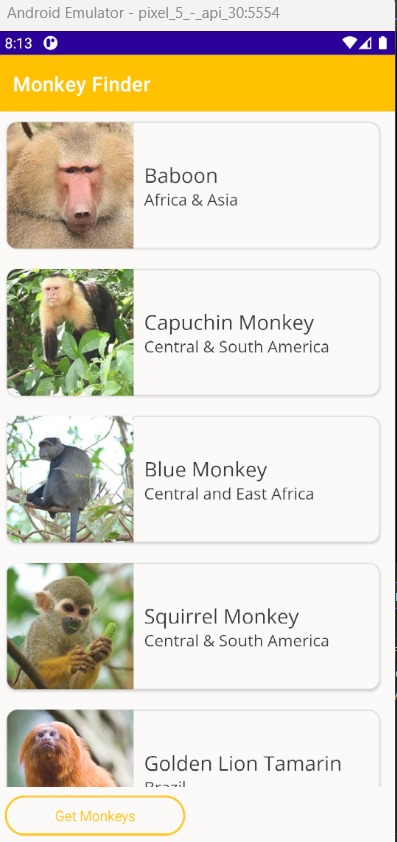 Android Emulator - pixel_5_-_api_30:5554
8:13
Monkey Finder
Baboon
Africa & Asia
Capuchin Monkey
Central & South America
Blue Monkey
Central and East Africa
Squirrel Monkey
Central & South America
Golden Lion Tamarin
Brazil
Get Monkeys